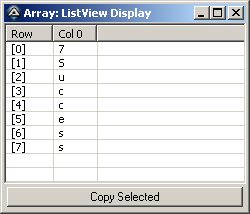 Array: ListView Display
Row Col 0
[0] 7
[1] S
[2] u
[3] c
[4] c
[5] e
[6] s
[7] s
Copy Selected